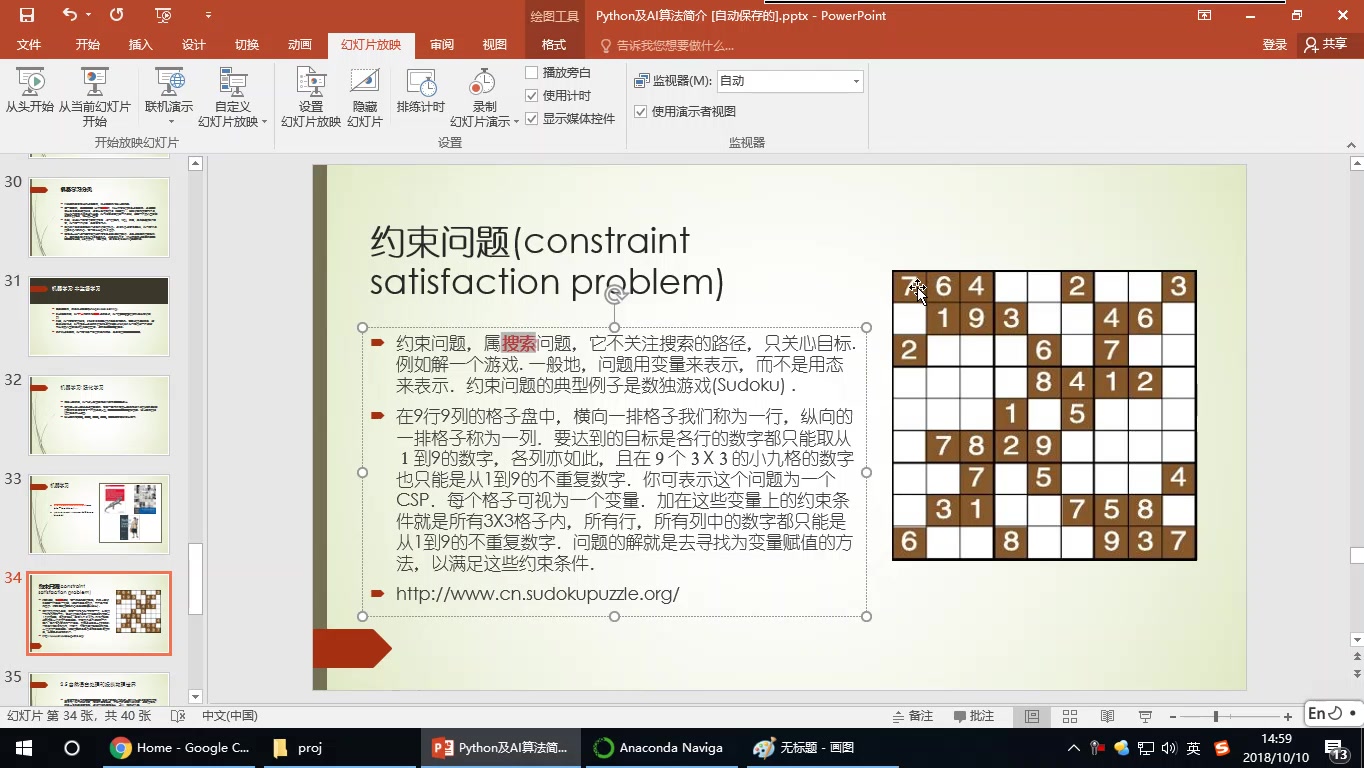 Python及AI算法简介 [自动保存的].pptx - PowerPoint
绘图工具
登录
共享
文件
开始
插入
设计
切换
动画
幻灯片放映
审阅
视图
格式
告诉我您想要做什么...
从头开始
从当前幻灯片
开始
联机演示
自定义
幻灯片放映
开始放映幻灯片
设置
幻灯片放映
隐藏
幻灯片
排练计时
录制
幻灯片演示
播放旁白
使用计时
显示媒体控件
设置
监视器(M):
自动
使用演示者视图
监视器
30
31
32
33
34
35
约束问题(constraint
satisfaction problem)
约束问题，属搜索问题，它不关注搜索的路径，只关心目标.
例如解一个游戏. 一般地，问题用变量来表示，而不是用态
来表示．约束问题的典型例子是数独游戏(Sudoku)．
在9行9列的格子盘中，横向一排格子我们称为一行，纵向的
一排格子称为一列．要达到的目标是各行的数字都只能取从
1 到9的数字，各列亦如此，且在 9 个 3 X 3 的小九格的数字
也只能是从1到9的不重复数字．你可表示这个问题为一个
CSP．每个格子可视为一个变量．加在这些变量上的约束条
件就是所有3X3格子内，所有行，所有列中的数字都只能是
从1到9的不重复数字．问题的解就是去寻找为变量赋值的方
法，以满足这些约束条件．
http://www.cn.sudokupuzzle.org/
7 6 4 2 3
1 9 3 4 6
2 6 7
8 4 1 2
1 5
7 8 2 9
7 5 4
3 1 7 5 8
6 8 9 3 7
幻灯片 第 34 张，共 40 张
中文(中国)
备注
批注
En
Home - Google C...
proj
Python及AI算法简...
Anaconda Naviga
无标题 - 画图
英
14:59
2018/10/10
13